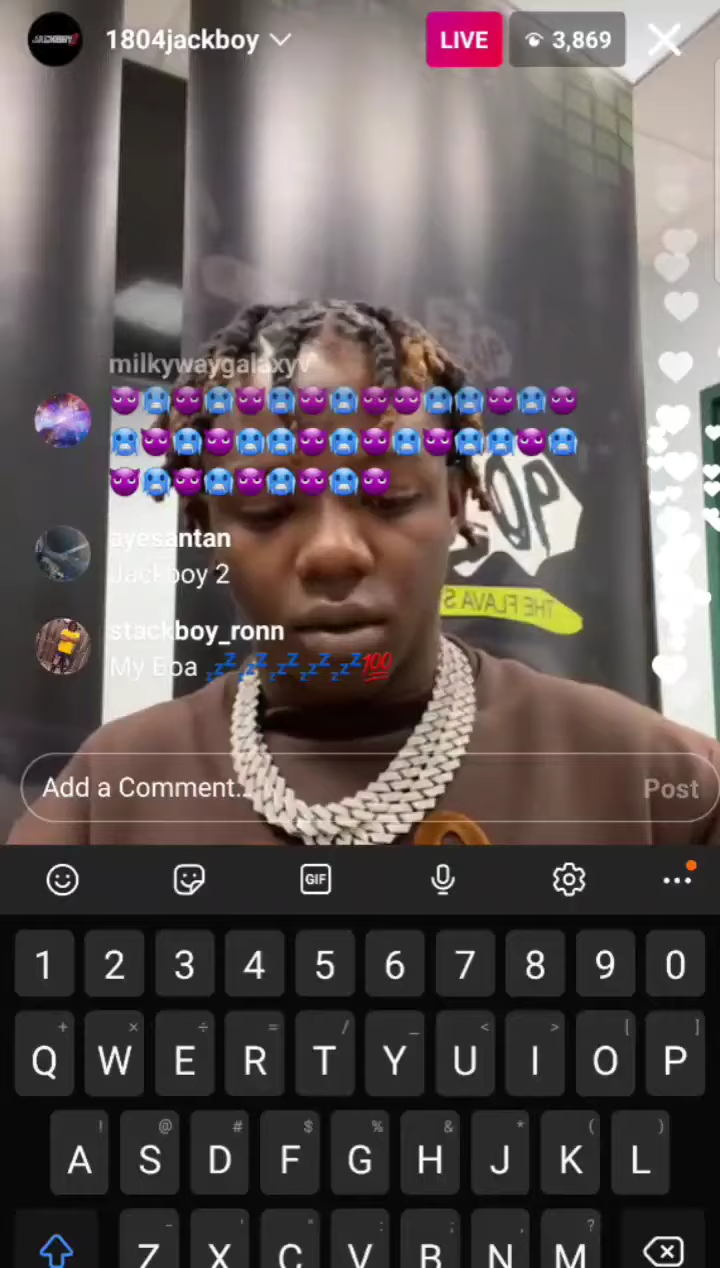 1804jackboy
LIVE
3,869
milkywaygalaxyv
😈🥶😈🥶😈🥶😈🥶😈😈🥶🥶😈🥶😈
🥶😈🥶😈🥶🥶😈🥶😈🥶😈🥶🥶😈🥶
😈🥶😈🥶😈🥶😈🥶😈
ayesantan
Jackboy 2
stackboy_ronn
My Boa 💤💤💤💤💤💯
THE FLAVA S
Add a Comment...
Post
GIF
1 2 3 4 5 6 7 8 9 0
+ × ÷ = / _ < > [ ]
Q W E R T Y U I O P
! @ # $ % & * ( )
A S D F G H J K L
- ' " : ; , ?
Z X C V B N M